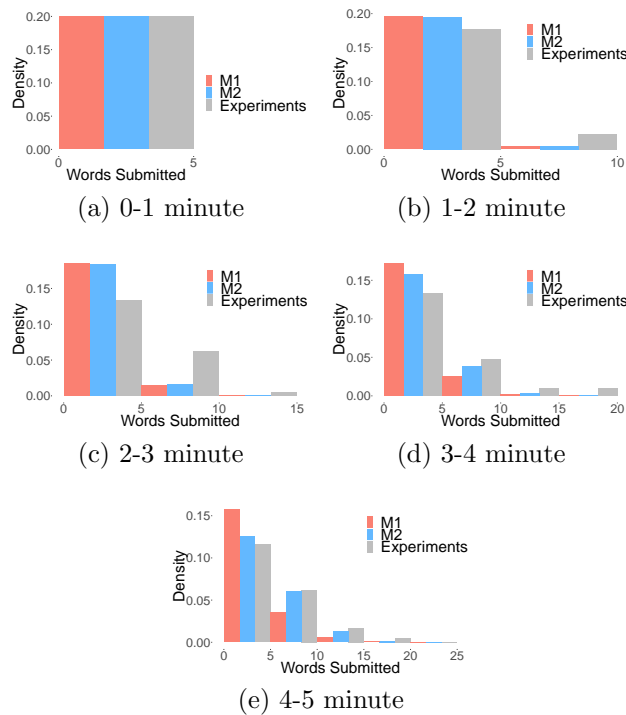 0.20
0.15
0.10
0.05
0.00
Density
0
5
Words Submitted
M1
M2
Experiments
(a) 0-1 minute
0.20
0.15
0.10
0.05
0.00
Density
0
5
10
Words Submitted
M1
M2
Experiments
(b) 1-2 minute
0.15
0.10
0.05
0.00
Density
0
5
10
15
Words Submitted
M1
M2
Experiments
(c) 2-3 minute
0.15
0.10
0.05
0.00
Density
0
5
10
15
20
Words Submitted
M1
M2
Experiments
(d) 3-4 minute
0.15
0.10
0.05
0.00
Density
0
5
10
15
20
25
Words Submitted
M1
M2
Experiments
(e) 4-5 minute